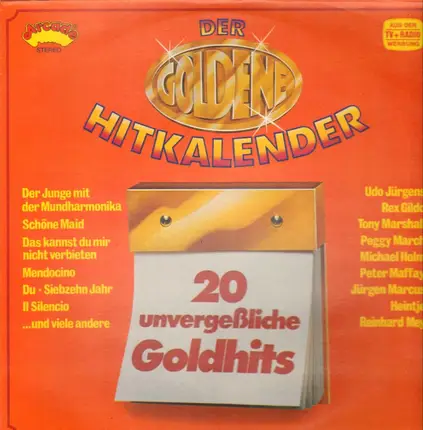 arcade
STEREO
DER
GOLDENE
HITKALENDER
AUS DER
TV + RADIO
WERBUNG
Der Junge mit
der Mundharmonika
Schöne Maid
Das kannst du mir
nicht verbieten
Mendocino
Du - Siebzehn Jahr
Il Silencio
...und viele andere
20
unvergeßliche
Goldhits
Udo Jürgens
Rex Gildo
Tony Marshall
Peggy March
Michael Holm
Peter Maffay
Jürgen Marcus
Heintje
Reinhard Mey